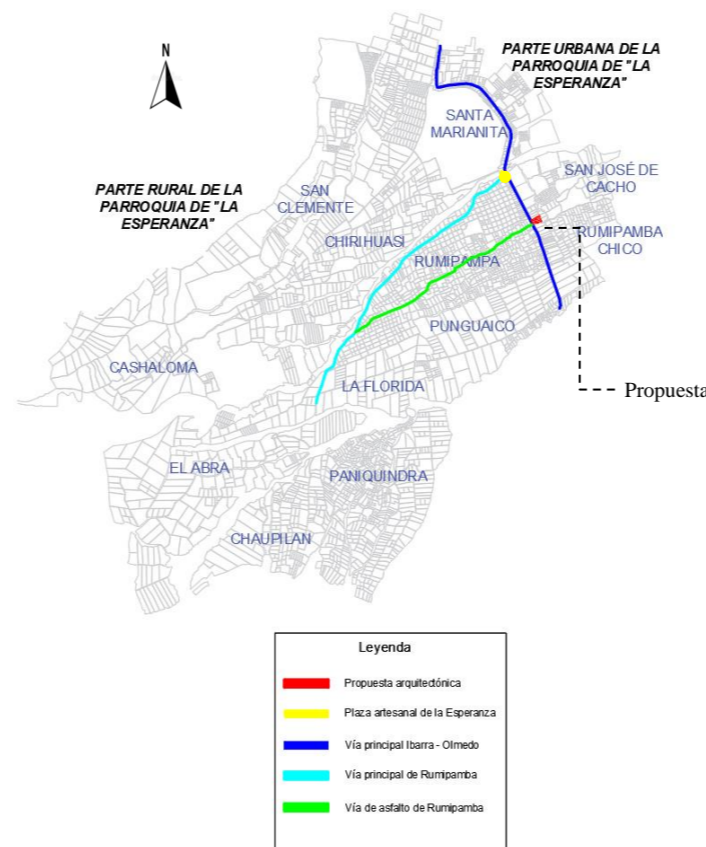 N
PARTE URBANA DE LA
PARROQUIA DE "LA
ESPERANZA"
SANTA
MARIANITA
SAN JOSÉ DE
CACHO
PARTE RURAL DE LA
PARROQUIA DE "LA
ESPERANZA"
SAN
CLEMENTE
CHIRIHUASI
RUMIPAMBA
CHICO
RUMIPAMPA
PUNGUAICO
CASHALOMA
LA FLORIDA
Propuesta
EL ABRA
PANIQUINDRA
CHAUPILAN
Leyenda
Propuesta arquitectónica
Plaza artesanal de la Esperanza
Vía principal Ibarra - Olmedo
Vía principal de Rumipamba
Vía de asfalto de Rumipamba